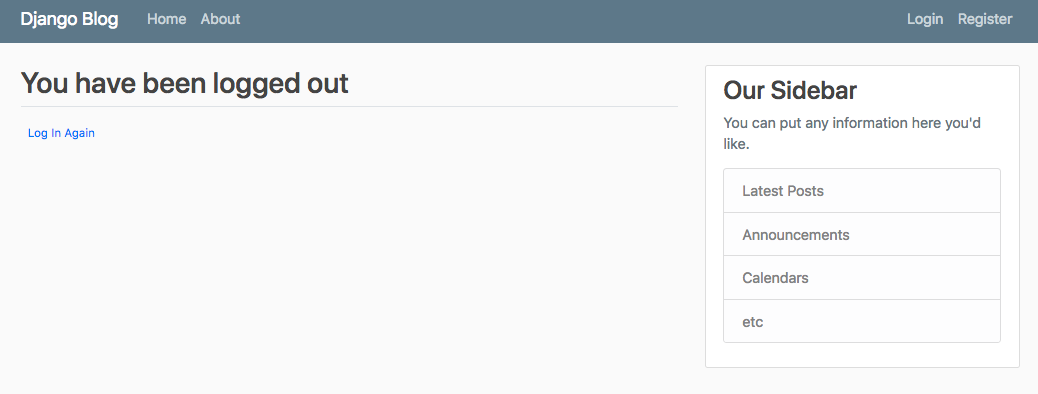 Django Blog Home About Login Register
You have been logged out
Log In Again
Our Sidebar
You can put any information here you'd
like.
Latest Posts
Announcements
Calendars
etc